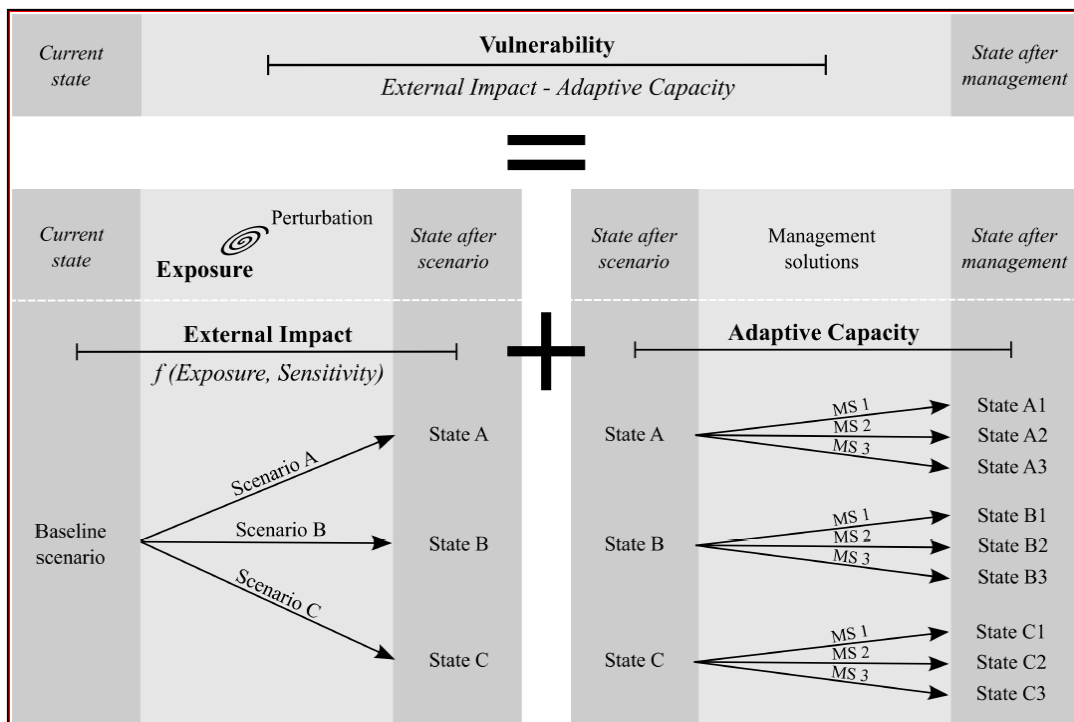 Current
state
Vulnerability
External Impact - Adaptive Capacity
State after
management
=
Current
state
Perturbation
Exposure
State after
scenario
External Impact
f (Exposure, Sensitivity)
Baseline
scenario
Scenario A
Scenario B
Scenario C
State A
State B
State C
+
State after
scenario
Management
solutions
State after
management
Adaptive Capacity
State A
MS 1
MS 2
MS 3
State A1
State A2
State A3
State B
MS 1
MS 2
MS 3
State B1
State B2
State B3
State C
MS 1
MS 2
MS 3
State C1
State C2
State C3